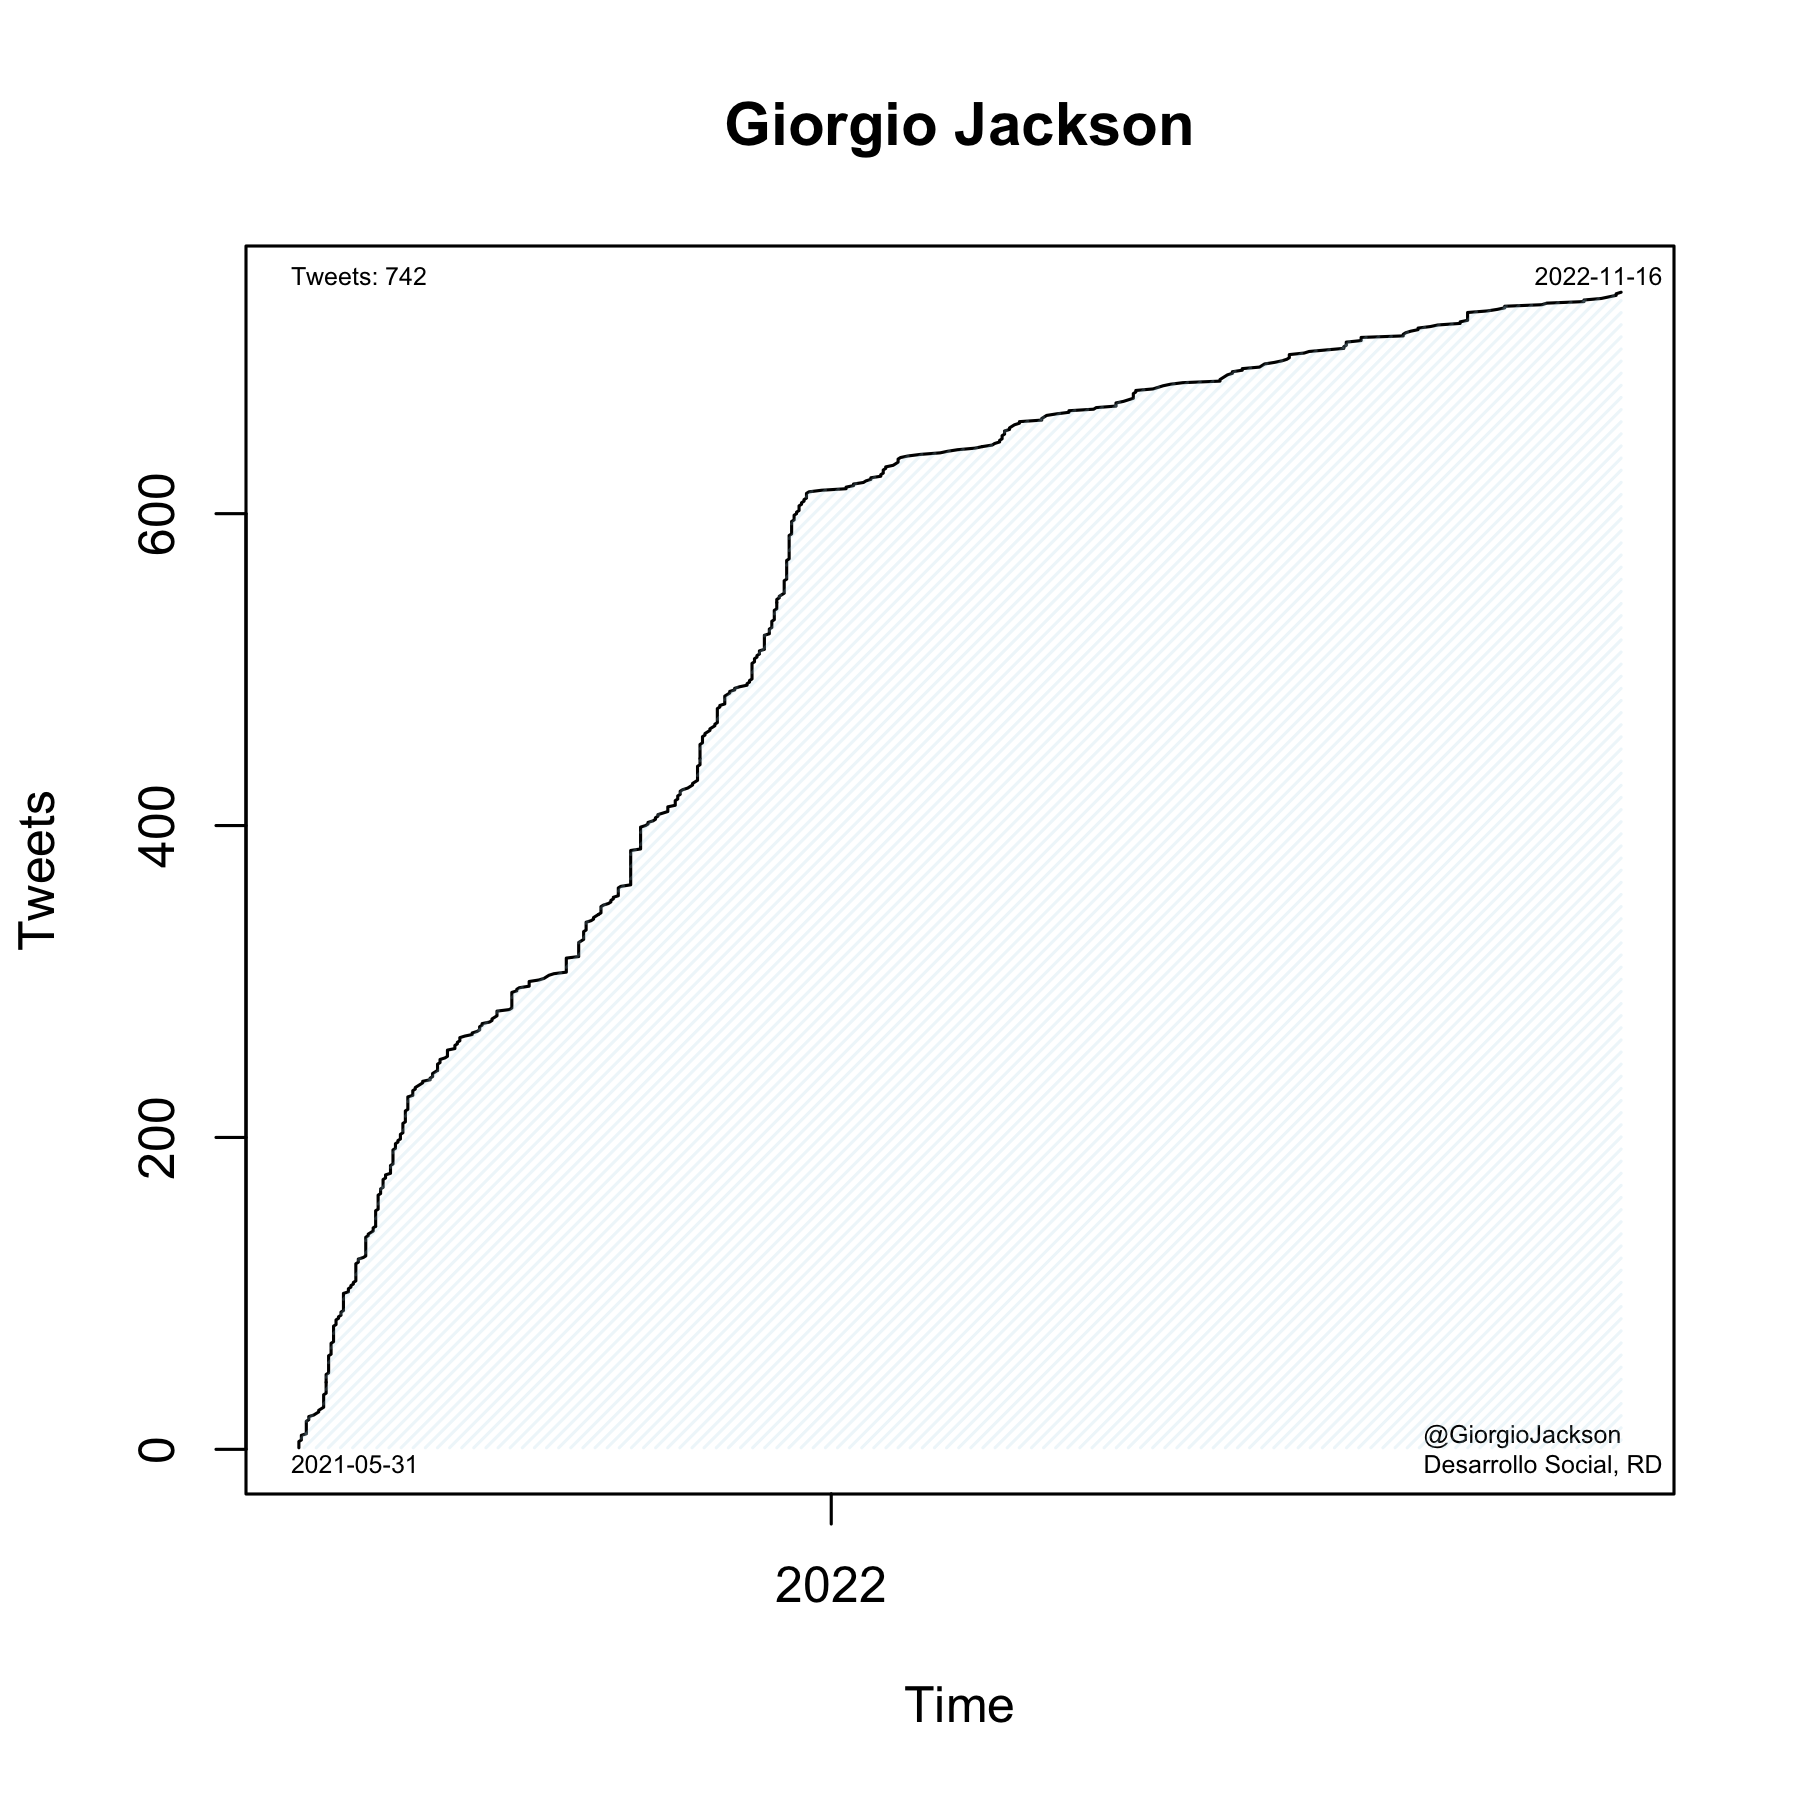 Giorgio Jackson
Tweets: 742
2022-11-16
600
400
200
0
Tweets
@GiorgioJackson
Desarrollo Social, RD
2021-05-31
2022
Time